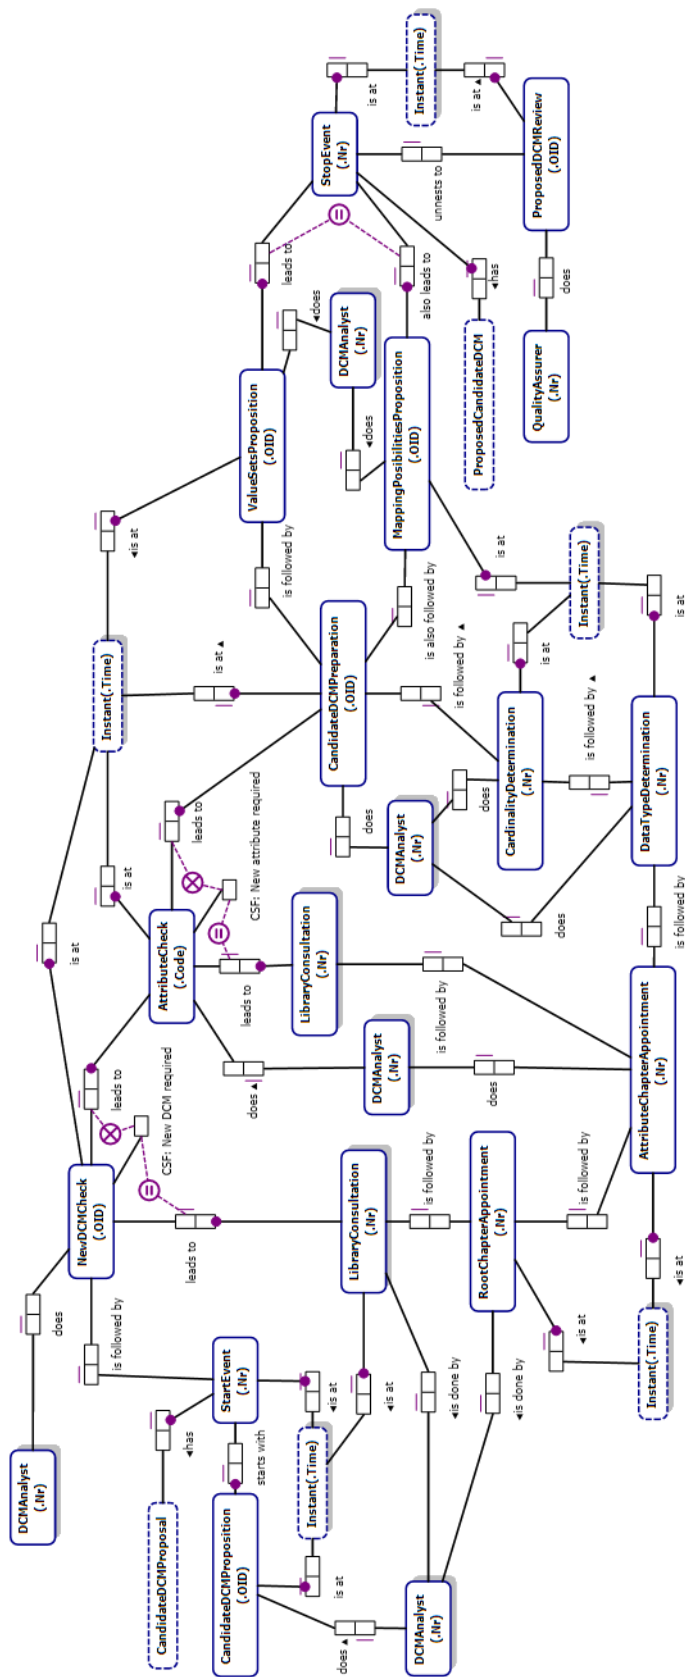 DCMAnalyst
(.Nr)
does
NewDCMCheck
(.OID)
is followed by
is at
Instant(.Time)
◄is at
CandidateDCMProposal
◄has
StartEvent
(.Nr)
leads to
CSF: New DCM required
is at
AttributeCheck
(.Code)
is at ▲
CandidateDCMProposition
(.OID)
starts with
◄is at
leads to
leads to
CSF: New attribute required
ValueSetsProposition
(.OID)
is followed by
leads to
◄does
Instant(.Time)
is at
does ▲
◄is at
leads to
does ▲
LibraryConsultation
(.Nr)
CandidateDCMPreparation
(.OID)
DCMAnalyst
(.Nr)
◄does
StopEvent
(.Nr)
is at
Instant(.Time)
is at ▲
LibraryConsultation
(.Nr)
DCMAnalyst
(.Nr)
does
does
DCMAnalyst
(.Nr)
MappingPosibilitiesProposition
(.OID)
is also followed by
also leads to
unnests to
DCMAnalyst
(.Nr)
◄is done by
is followed by
is followed by
DCMAnalyst
(.Nr)
does
is followed by ▲
ProposedCandidateDCM
◄has
RootChapterAppointment
(.Nr)
◄is done by
does
CardinalityDetermination
(.Nr)
is at
is at
QualityAssurer
(.Nr)
does
ProposedDCMReview
(.OID)
◄is at
is followed by
is followed by ▲
Instant(.Time)
Instant(.Time)
◄is at
AttributeChapterAppointment
(.Nr)
is followed by
DataTypeDetermination
(.Nr)
is at